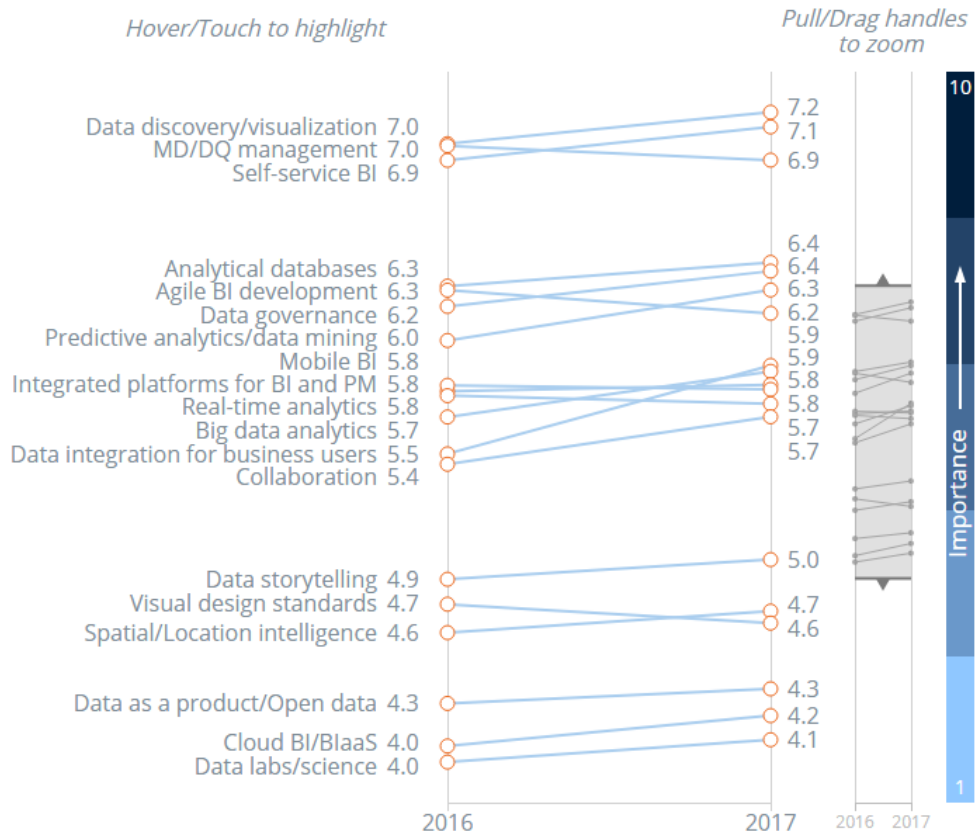 Hover/Touch to highlight
Pull/Drag handles
to zoom
10
Data discovery/visualization 7.0
MD/DQ management 7.0
Self-service BI 6.9
7.2
7.1
6.9
Analytical databases 6.3
Agile BI development 6.3
Data governance 6.2
Predictive analytics/data mining 6.0
Mobile BI 5.8
Integrated platforms for BI and PM 5.8
Real-time analytics 5.8
Big data analytics 5.7
Data integration for business users 5.5
Collaboration 5.4
6.4
6.4
6.3
6.2
5.9
5.9
5.8
5.8
5.7
5.7
Importance
Data storytelling 4.9
Visual design standards 4.7
Spatial/Location intelligence 4.6
5.0
4.7
4.6
Data as a product/Open data 4.3
Cloud BI/BIaaS 4.0
Data labs/science 4.0
4.3
4.2
4.1
1
2016 2017
2016 2017